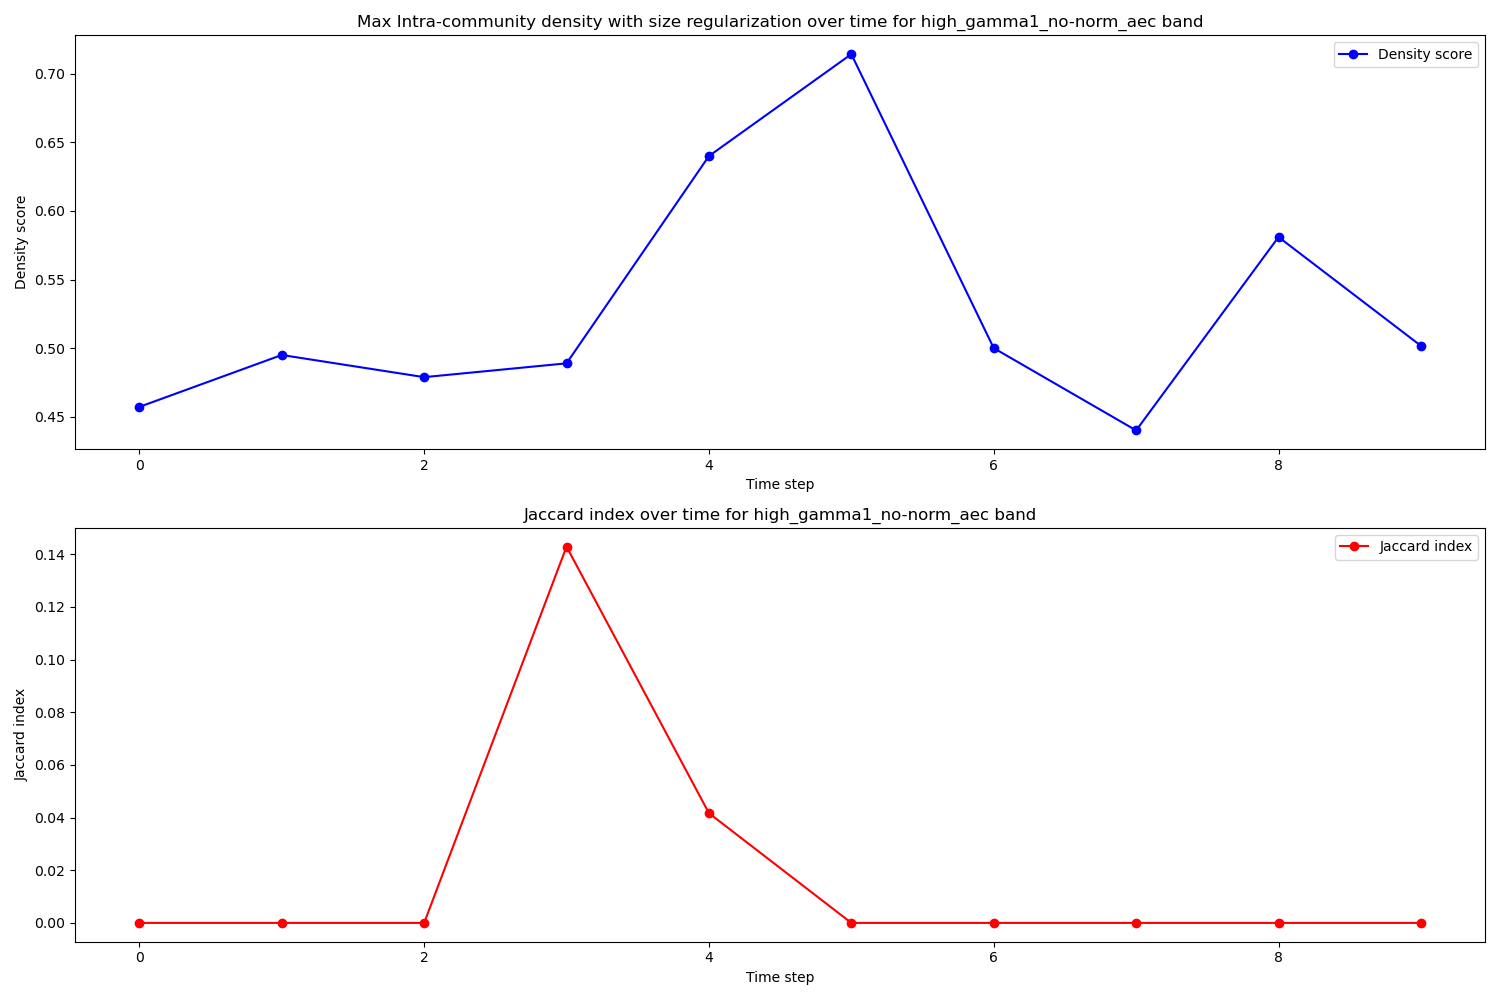 Max Intra-community density with size regularization over time for high_gamma1_no-norm_aec band
Density score
0.70
0.65
0.60
0.55
0.50
0.45
Density score
0 2 4 6 8
Time step
Jaccard index over time for high_gamma1_no-norm_aec band
Jaccard index
0.14
0.12
0.10
0.08
0.06
0.04
0.02
0.00
Jaccard index
0 2 4 6 8
Time step